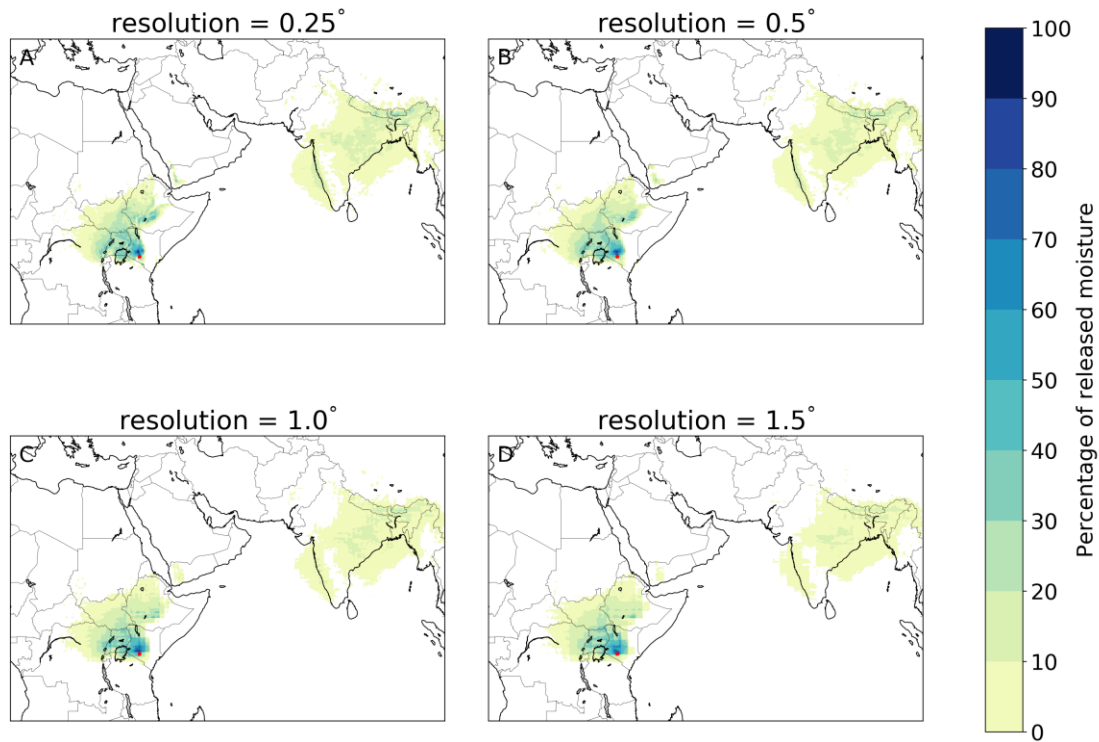 resolution = 0.25°
resolution = 0.5°
A
B
resolution = 1.0°
resolution = 1.5°
C
D
100
90
80
70
60
50
40
30
20
10
0
Percentage of released moisture